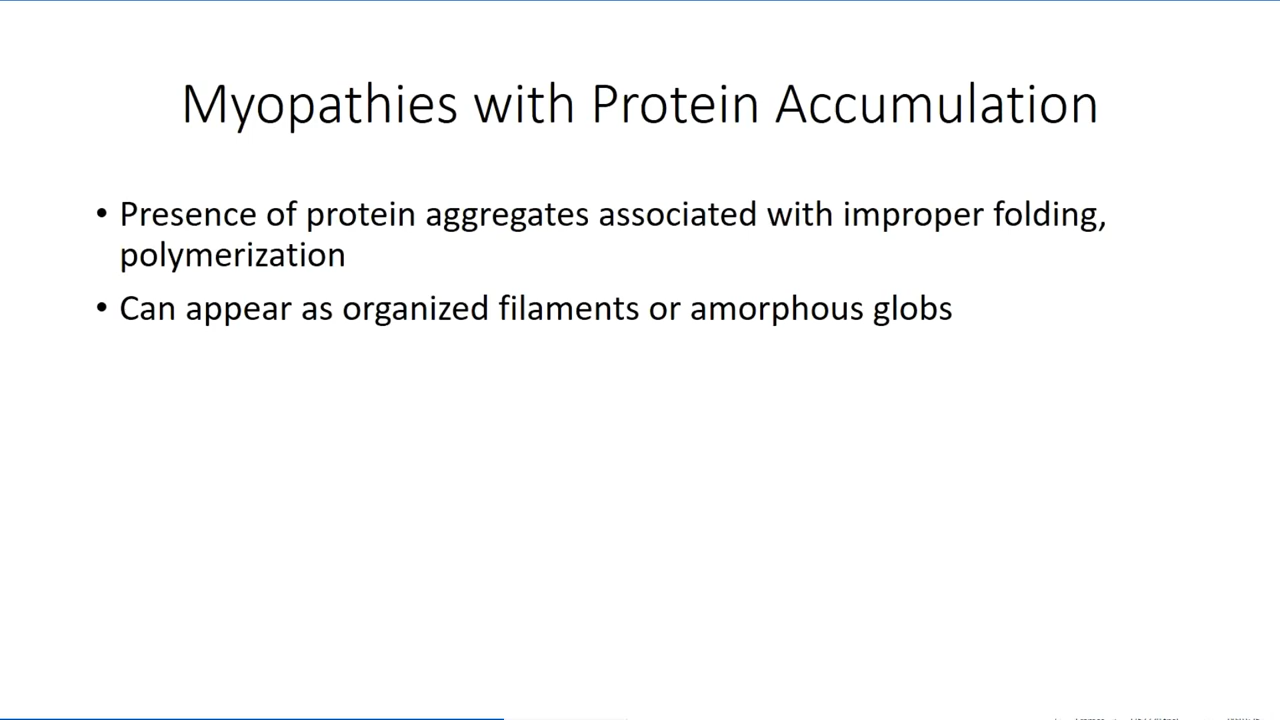 Myopathies with Protein Accumulation
• Presence of protein aggregates associated with improper folding,
polymerization
• Can appear as organized filaments or amorphous globs